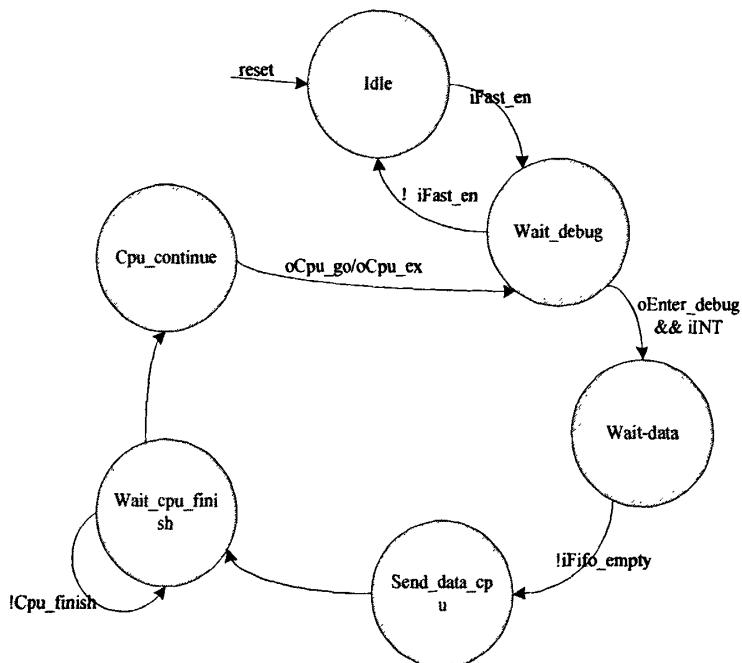 reset
Idle
iFast_en
! iFast_en
Wait_debug
Cpu_continue
oCpu_go/oCpu_ex
oEnter_debug
&& iINT
Wait-data
Wait_cpu_fini
sh
!iFifo_empty
Send_data_cp
u
!Cpu_finish